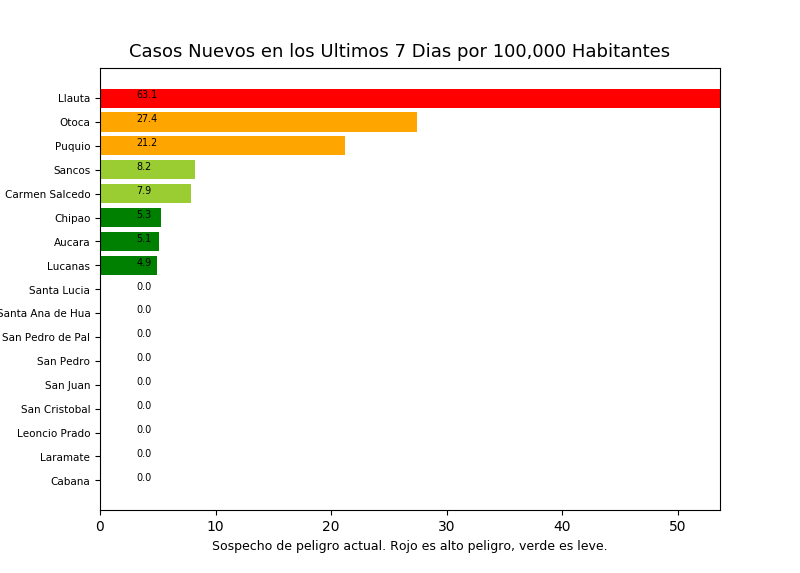 Casos Nuevos en los Ultimos 7 Dias por 100,000 Habitantes
Llauta 63.1
Otoca 27.4
Puquio 21.2
Sancos 8.2
Carmen Salcedo 7.9
Chipao 5.3
Aucara 5.1
Lucanas 4.9
Santa Lucia 0.0
Santa Ana de Hua 0.0
San Pedro de Pal 0.0
San Pedro 0.0
San Juan 0.0
San Cristobal 0.0
Leoncio Prado 0.0
Laramate 0.0
Cabana 0.0
0 10 20 30 40 50
Sospecho de peligro actual. Rojo es alto peligro, verde es leve.